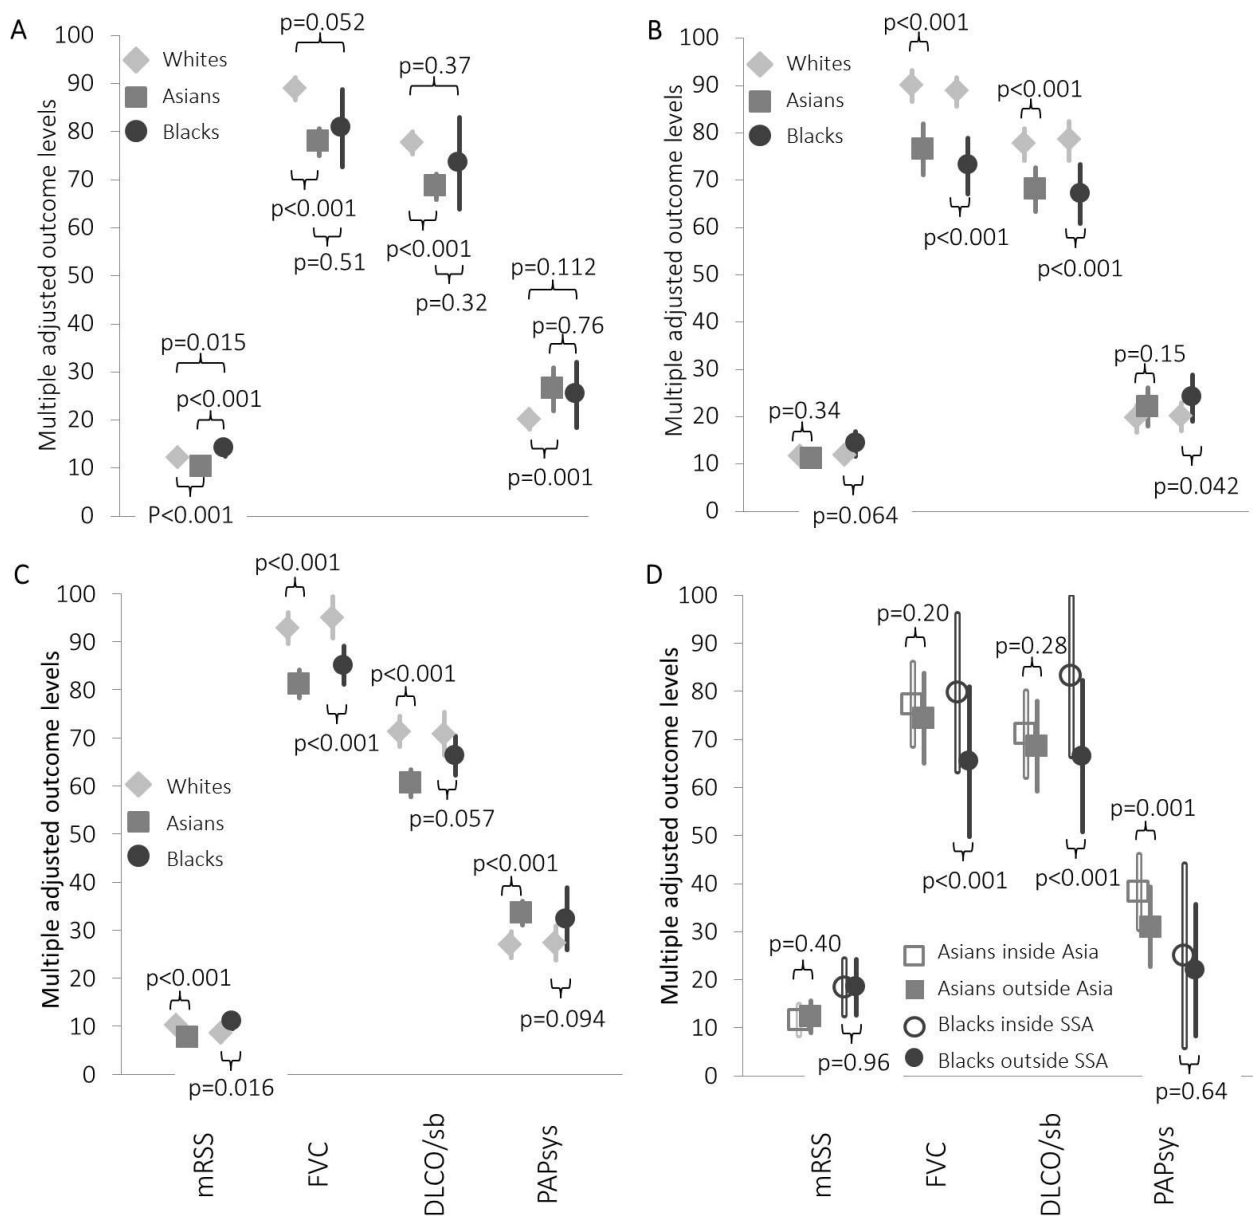 A
Multiple adjusted outcome levels
100
90
80
70
60
50
40
30
20
10
0
Whites
Asians
Blacks
p=0.052
p=0.37
p<0.001
p=0.51
p<0.001
p=0.32
p=0.112
p=0.76
p=0.001
p=0.015
p<0.001
P<0.001
B
Multiple adjusted outcome levels
100
90
80
70
60
50
40
30
20
10
0
Whites
Asians
Blacks
p<0.001
p<0.001
p<0.001
p<0.001
p=0.34
p=0.064
p=0.15
p=0.042
C
Multiple adjusted outcome levels
100
90
80
70
60
50
40
30
20
10
0
Whites
Asians
Blacks
p<0.001
p<0.001
p<0.001
p=0.057
p<0.001
p=0.094
p<0.001
p=0.016
mRSS
FVC
DLCO/sb
PAPsys
D
Multiple adjusted outcome levels
100
90
80
70
60
50
40
30
20
10
0
p=0.20
p=0.28
p<0.001
p<0.001
p=0.001
p=0.40
p=0.96
p=0.64
Asians inside Asia
Asians outside Asia
Blacks inside SSA
Blacks outside SSA
mRSS
FVC
DLCO/sb
PAPsys